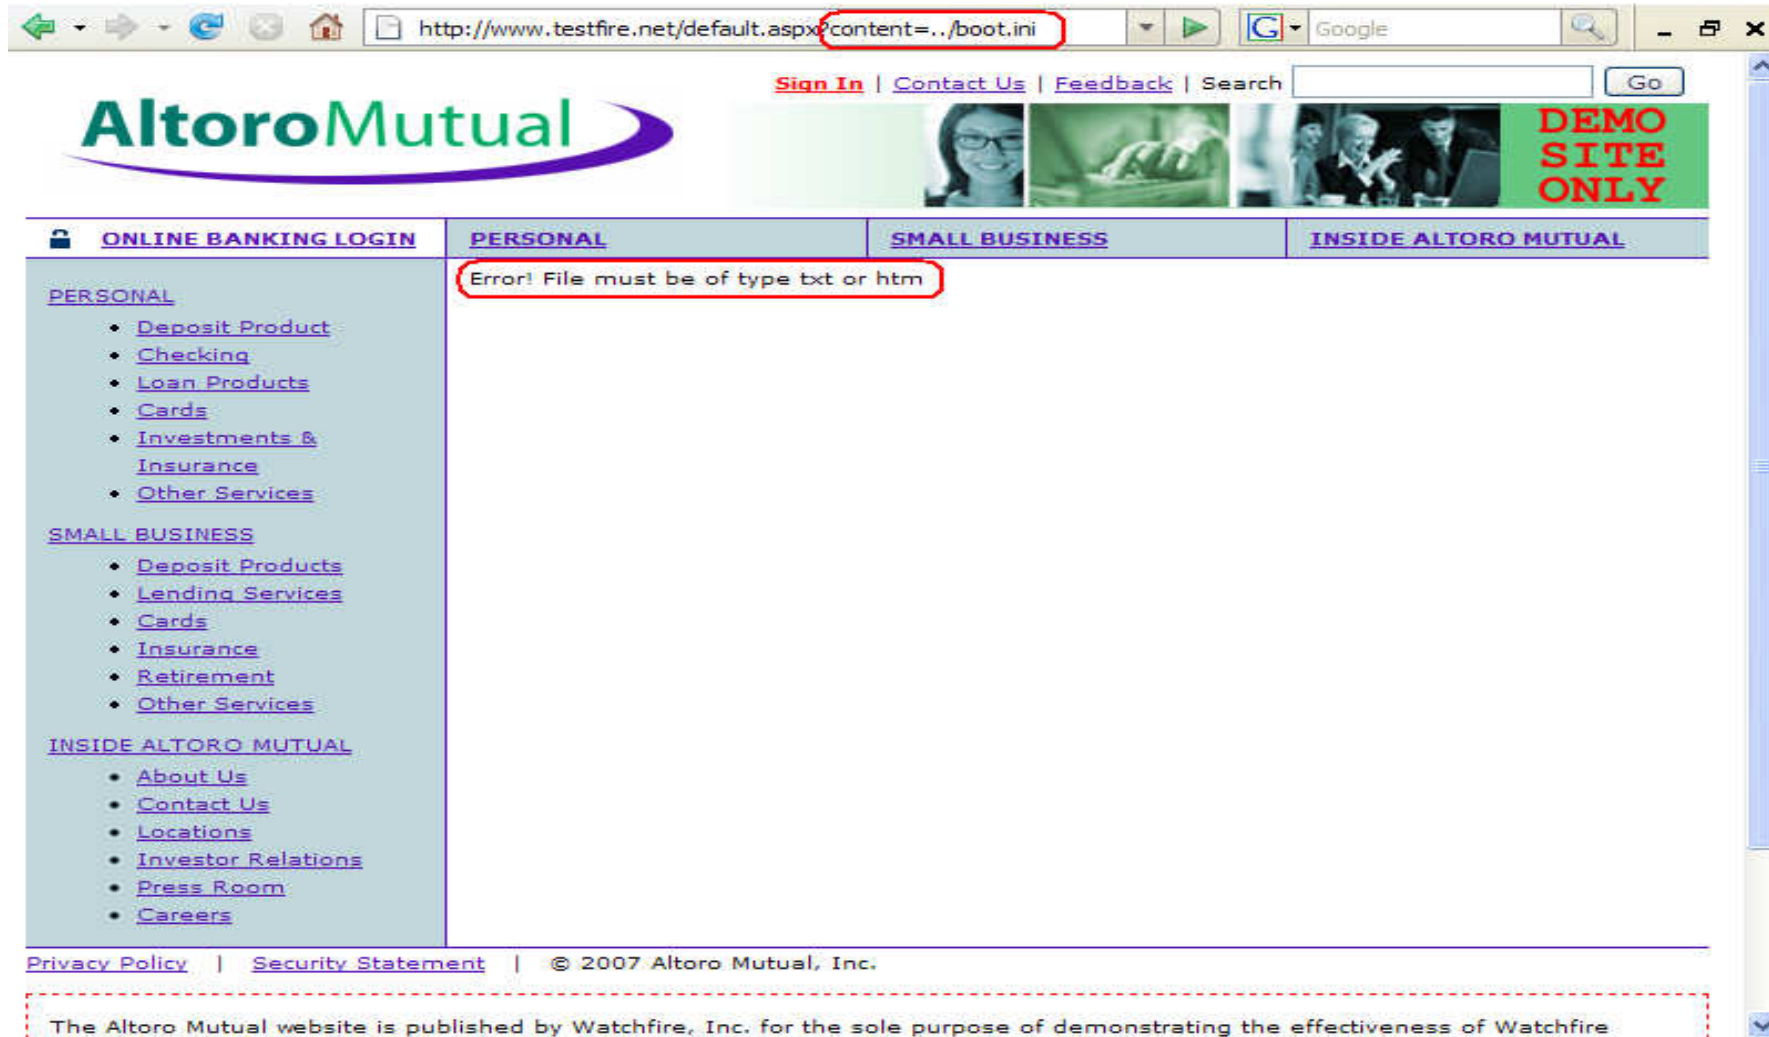 http://www.testfire.net/default.aspx?content=../boot.ini
Google
Sign In | Contact Us | Feedback | Search
Go
AltoroMutual
DEMO
SITE
ONLY
ONLINE BANKING LOGIN
PERSONAL
SMALL BUSINESS
INSIDE ALTORO MUTUAL
Error! File must be of type txt or htm
PERSONAL
• Deposit Product
• Checking
• Loan Products
• Cards
• Investments &
Insurance
• Other Services
SMALL BUSINESS
• Deposit Products
• Lending Services
• Cards
• Insurance
• Retirement
• Other Services
INSIDE ALTORO MUTUAL
• About Us
• Contact Us
• Locations
• Investor Relations
• Press Room
• Careers
Privacy Policy | Security Statement | © 2007 Altoro Mutual, Inc.
The Altoro Mutual website is published by Watchfire, Inc. for the sole purpose of demonstrating the effectiveness of Watchfire